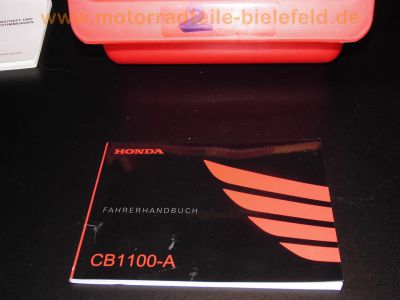 www.motorradteile-bielefeld.de
HONDA
FAHRERHANDBUCH
CB1100-A